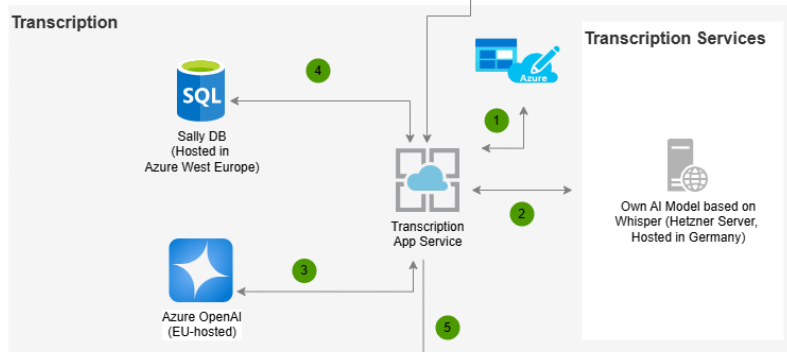 Transcription
Transcription Services
Azure
4
SQL
1
Sally DB
(Hosted in
Azure West Europe)
2
Own AI Model based on
Whisper (Hetzner Server,
Hosted in Germany)
Transcription
App Service
3
Azure OpenAI
(EU-hosted)
5